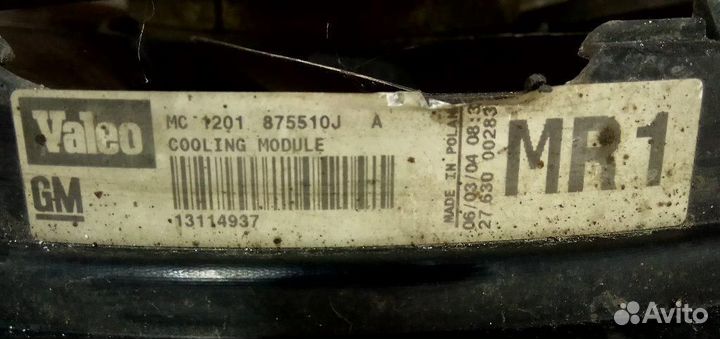 Valeo
MC 1201 875510J A
COOLING MODULE
GM
13114937
MADE IN POLAN
06/03/04 08:3
27.630 00283
MR1
Avito